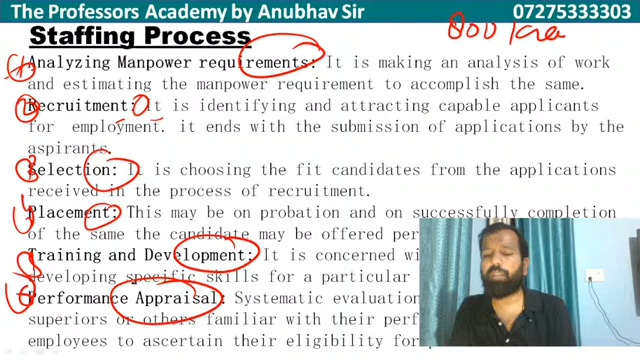 The Professors Academy by Anubhav Sir 07275333303
Staffing Process 800
Analyzing Manpower requirements: It is making an analysis of work
and estimating the manpower requirement to accomplish the same.
Recruitment: It is identifying and attracting capable applicants
for employment. it ends with the submission of applications by the
aspirants.
Selection: It is choosing the fit candidates from the applications
received in the process of recruitment.
Placement: This may be on probation and on successfully completion
of the same the candidate may be offered per
Training and Development: It is concerned wi
developing specific skills for a particular
Performance Appraisal: Systematic evaluation
superiors or others familiar with their perf
employees to ascertain their eligibility for p